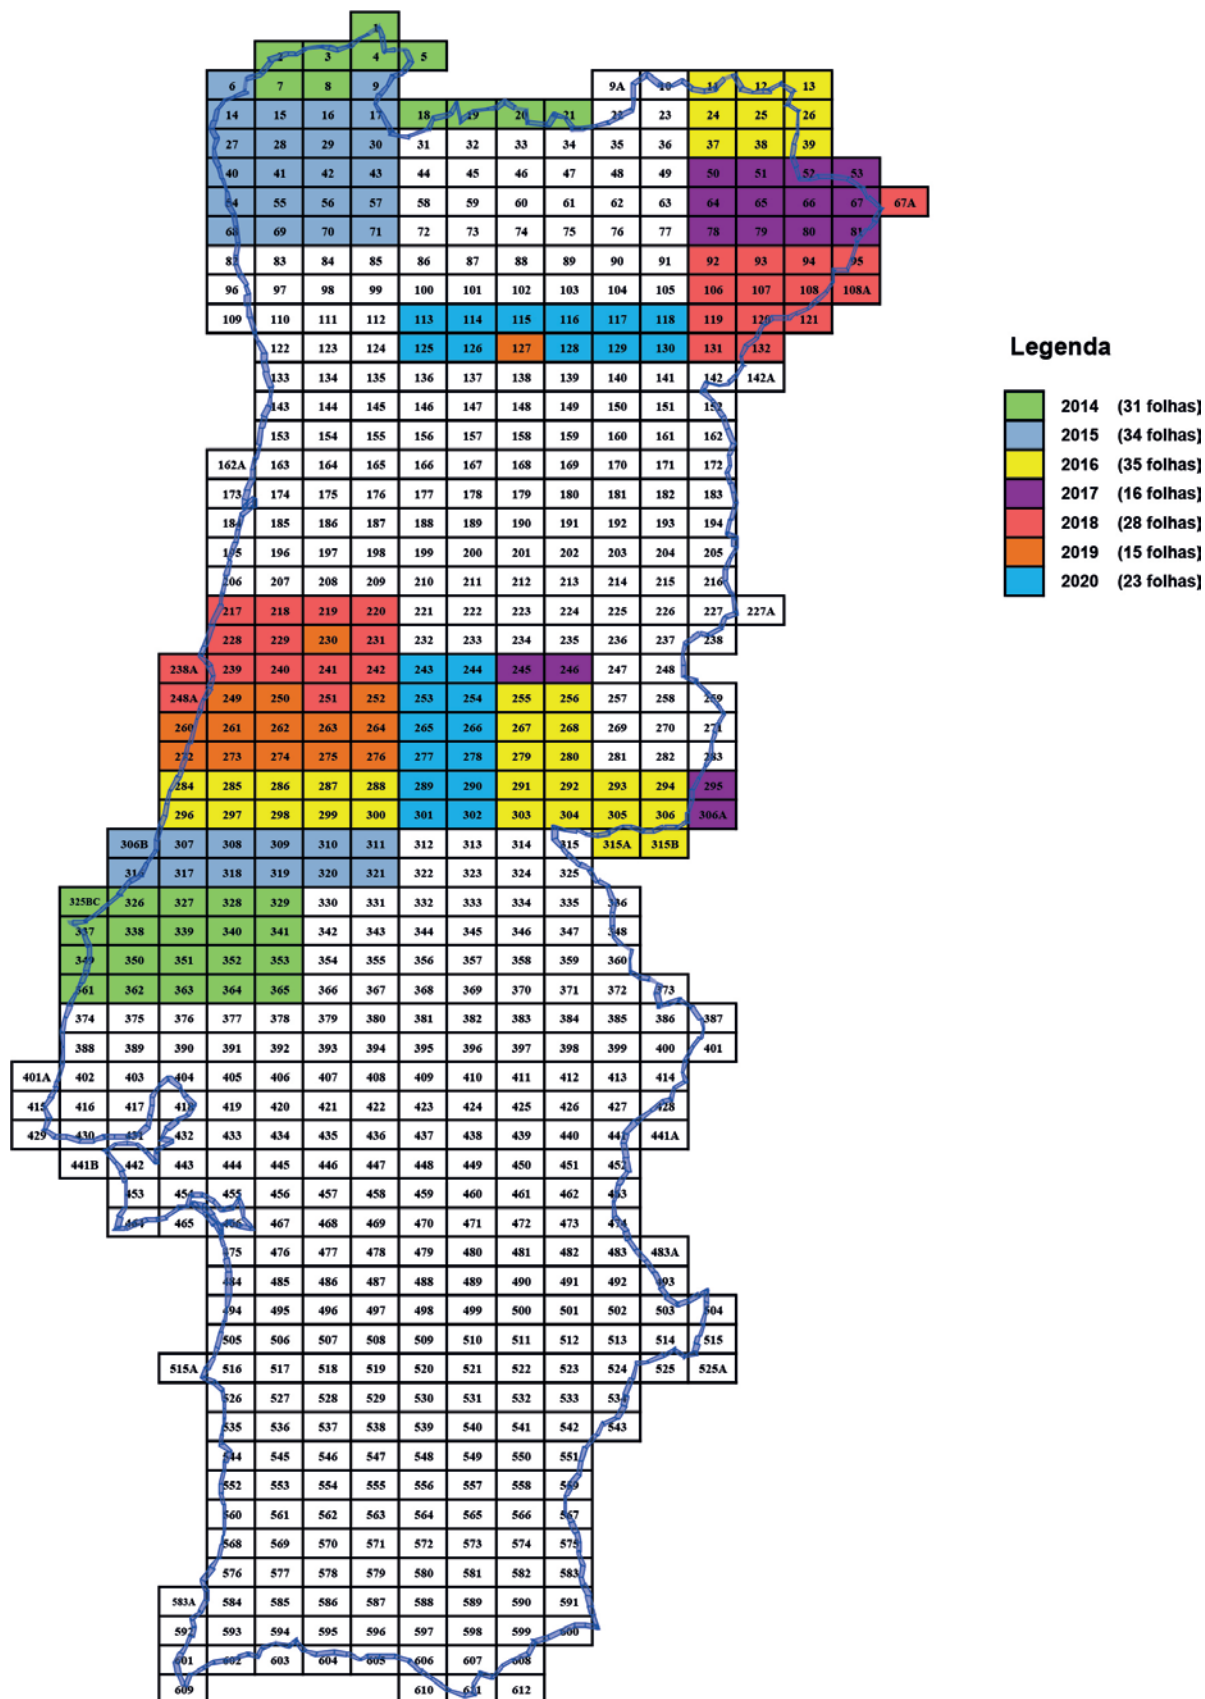 1
2 3 4 5
6 7 8 9 9A 10 11 12 13
14 15 16 17 18 19 20 21 22 23 24 25 26
27 28 29 30 31 32 33 34 35 36 37 38 39
40 41 42 43 44 45 46 47 48 49 50 51 52 53
54 55 56 57 58 59 60 61 62 63 64 65 66 67 67A
68 69 70 71 72 73 74 75 76 77 78 79 80 81
82 83 84 85 86 87 88 89 90 91 92 93 94 95
96 97 98 99 100 101 102 103 104 105 106 107 108 108A
109 110 111 112 113 114 115 116 117 118 119 120 121
122 123 124 125 126 127 128 129 130 131 132
133 134 135 136 137 138 139 140 141 142 142A
143 144 145 146 147 148 149 150 151 152
153 154 155 156 157 158 159 160 161 162
162A 163 164 165 166 167 168 169 170 171 172
173 174 175 176 177 178 179 180 181 182 183
184 185 186 187 188 189 190 191 192 193 194
195 196 197 198 199 200 201 202 203 204 205
206 207 208 209 210 211 212 213 214 215 216
217 218 219 220 221 222 223 224 225 226 227 227A
228 229 230 231 232 233 234 235 236 237 238
238A 239 240 241 242 243 244 245 246 247 248
248A 249 250 251 252 253 254 255 256 257 258 259
260 261 262 263 264 265 266 267 268 269 270 271
272 273 274 275 276 277 278 279 280 281 282 283
284 285 286 287 288 289 290 291 292 293 294 295
296 297 298 299 300 301 302 303 304 305 306 306A
306B 307 308 309 310 311 312 313 314 315 315A 315B
316 317 318 319 320 321 322 323 324 325
325BC 326 327 328 329 330 331 332 333 334 335 336
337 338 339 340 341 342 343 344 345 346 347 348
349 350 351 352 353 354 355 356 357 358 359 360
361 362 363 364 365 366 367 368 369 370 371 372 373
374 375 376 377 378 379 380 381 382 383 384 385 386 387
388 389 390 391 392 393 394 395 396 397 398 399 400 401
401A 402 403 404 405 406 407 408 409 410 411 412 413 414
415 416 417 418 419 420 421 422 423 424 425 426 427 428
429 430 431 432 433 434 435 436 437 438 439 440 441 441A
441B 442 443 444 445 446 447 448 449 450 451 452
453 454 455 456 457 458 459 460 461 462 463
464 465 466 467 468 469 470 471 472 473 474
475 476 477 478 479 480 481 482 483 483A
484 485 486 487 488 489 490 491 492 493
494 495 496 497 498 499 500 501 502 503 504
505 506 507 508 509 510 511 512 513 514 515
515A 516 517 518 519 520 521 522 523 524 525 525A
526 527 528 529 530 531 532 533 534
535 536 537 538 539 540 541 542 543
544 545 546 547 548 549 550 551
552 553 554 555 556 557 558 559
560 561 562 563 564 565 566 567
568 569 570 571 572 573 574 575
576 577 578 579 580 581 582 583
583A 584 585 586 587 588 589 590 591
592 593 594 595 596 597 598 599 600
601 602 603 604 605 606 607 608
609 610 611 612
Legenda
2014 (31 folhas)
2015 (34 folhas)
2016 (35 folhas)
2017 (16 folhas)
2018 (28 folhas)
2019 (15 folhas)
2020 (23 folhas)